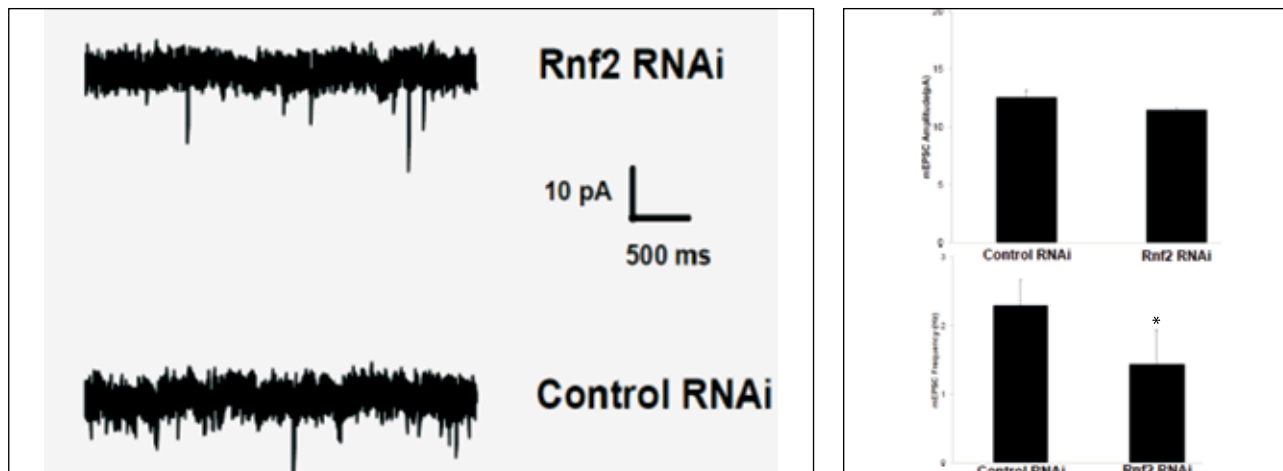 Rnf2 RNAi
10 pA
500 ms
Control RNAi
20
15
10
5
0
mEPSC Amplitude(pA)
Control RNAi
Rnf2 RNAi
3
2
1
0
mEPSC Frequency (Hz)
*
Control RNAi
Rnf2 RNAi